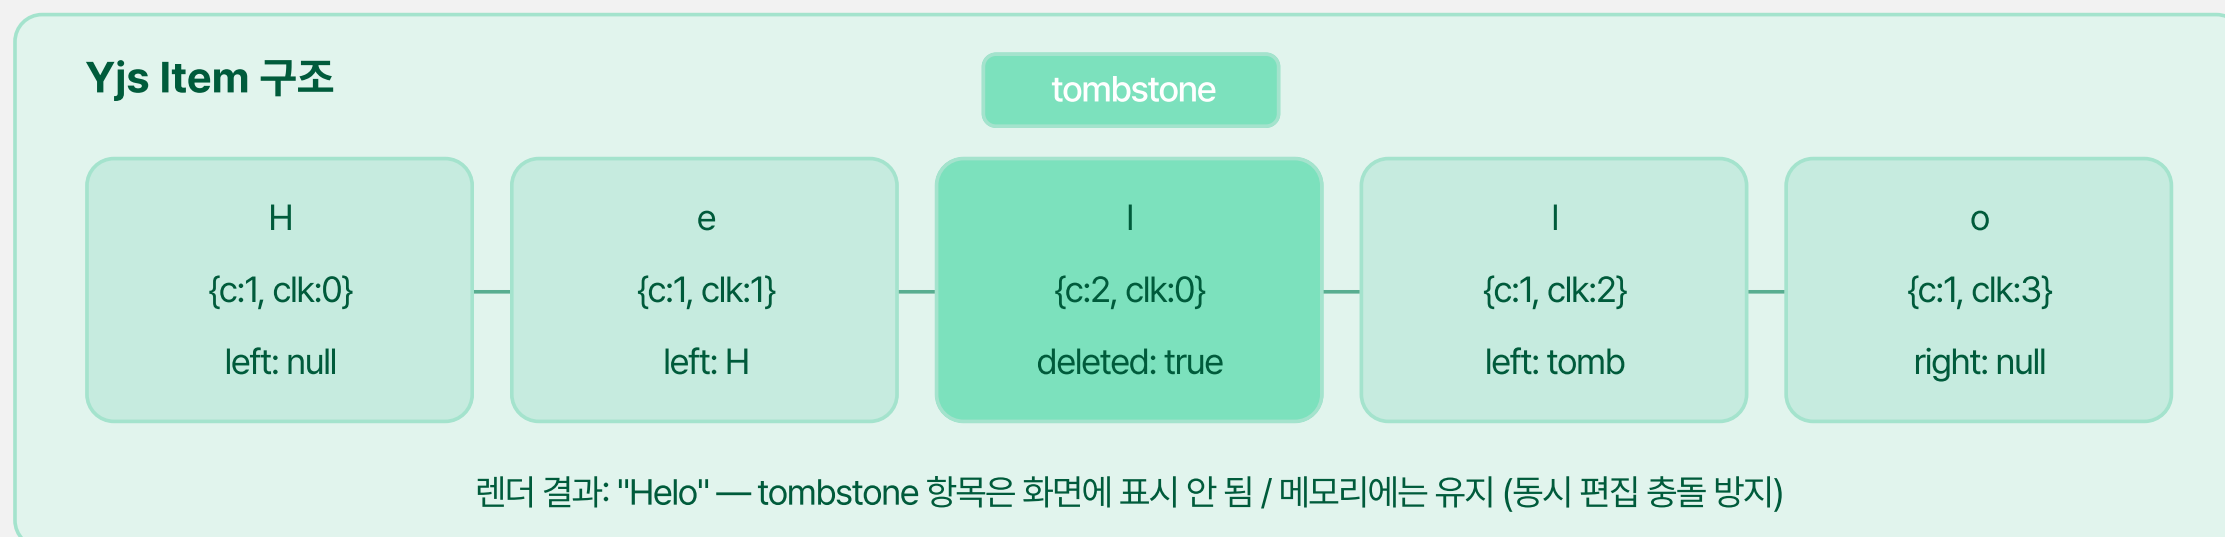 Yjs Item 구조
tombstone
H
{c:1, clk:0}
left: null
e
{c:1, clk:1}
left: H
l
{c:2, clk:0}
deleted: true
l
{c:1, clk:2}
left: tomb
o
{c:1, clk:3}
right: null
렌더 결과: "Helo" — tombstone 항목은 화면에 표시 안 됨 / 메모리에는 유지 (동시 편집 충돌 방지)